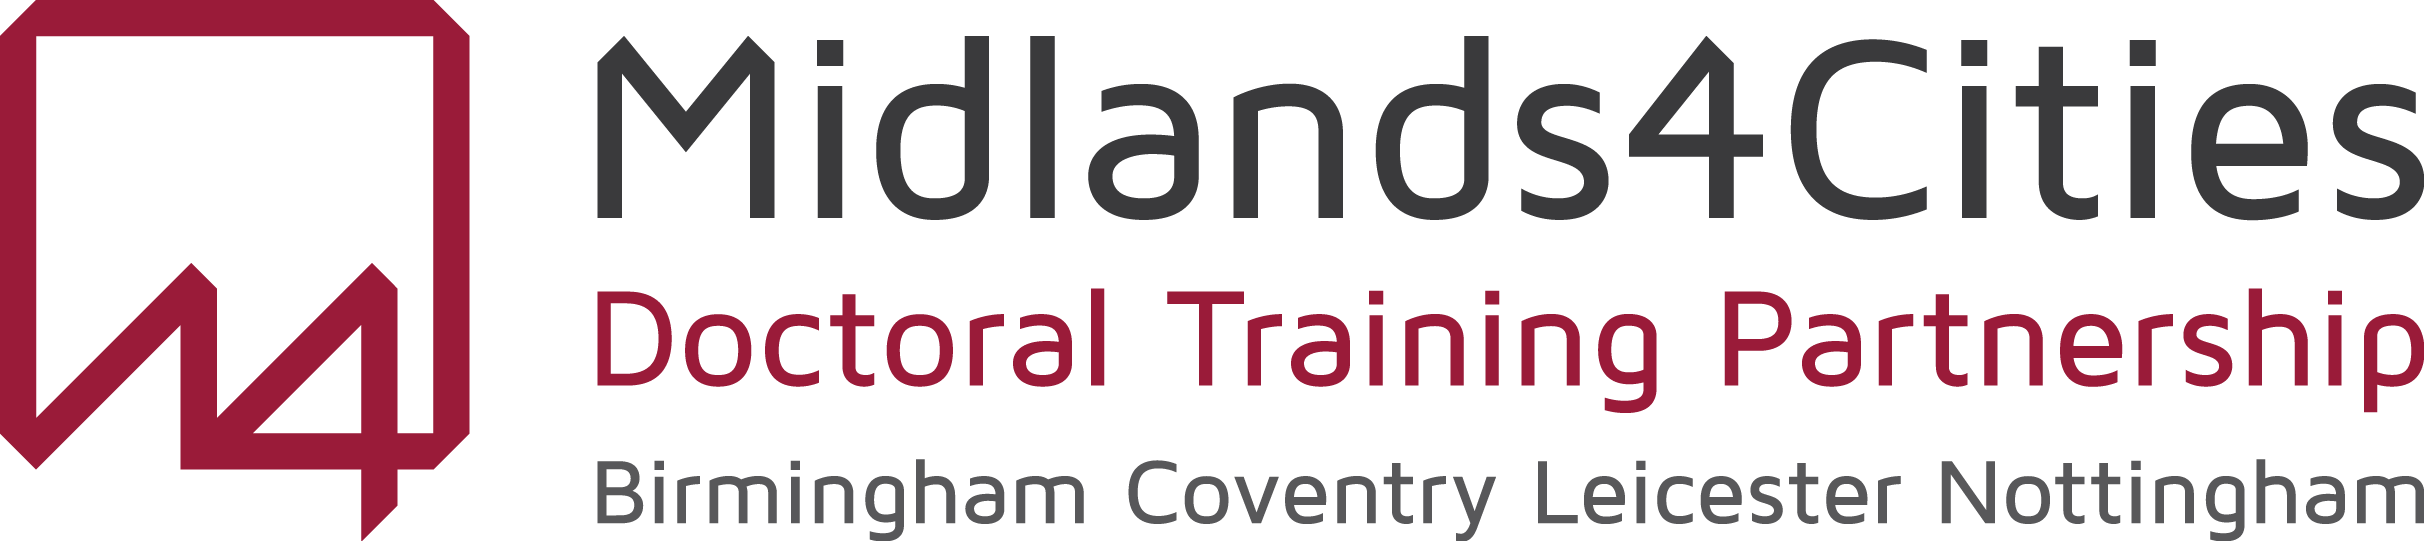 Midlands4Cities
Doctoral Training Partnership
Birmingham Coventry Leicester Nottingham